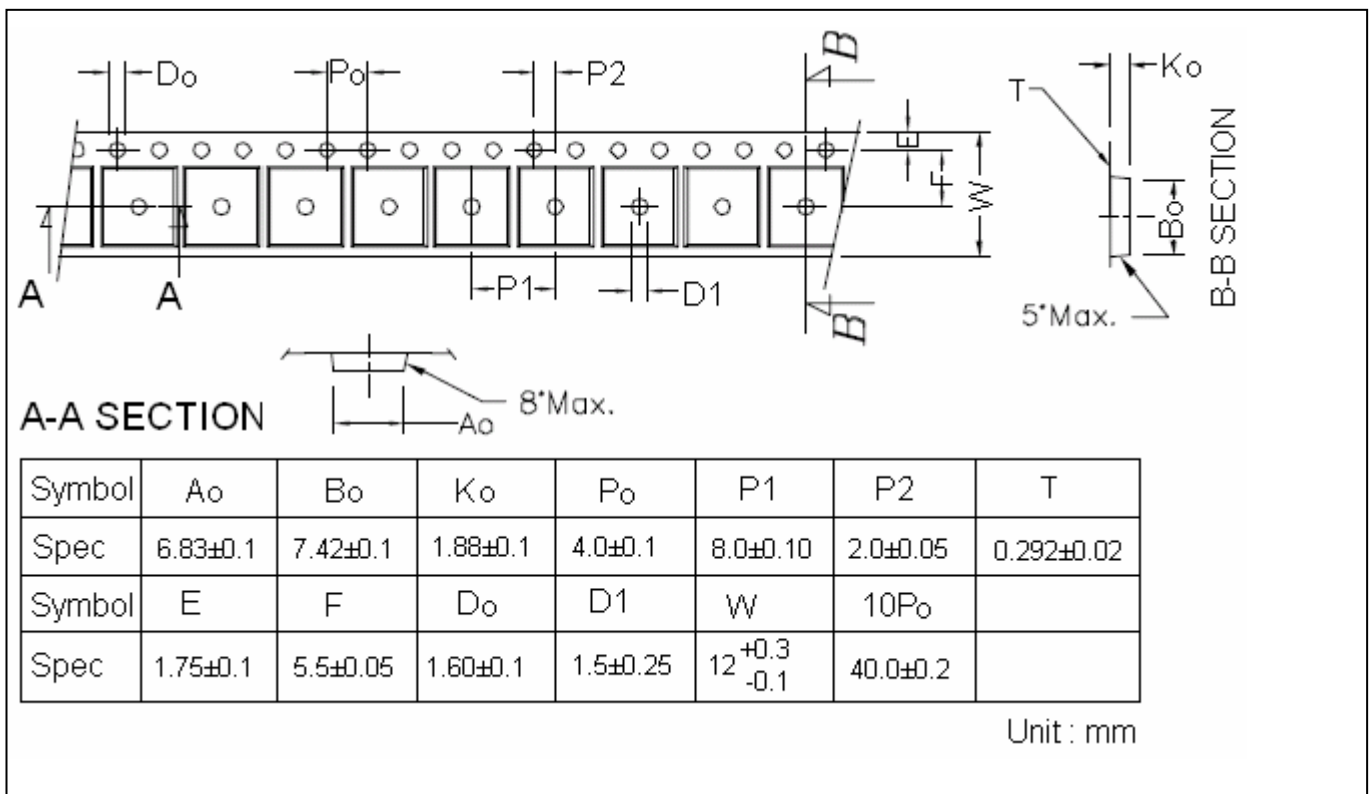 Do Po P2 B Ko
T
E F W Bo B-B SECTION
A A P1 D1 B 5°Max.
8°Max.
A-A SECTION Ao
Symbol Ao Bo Ko Po P1 P2 T
Spec 6.83±0.1 7.42±0.1 1.88±0.1 4.0±0.1 8.0±0.10 2.0±0.05 0.292±0.02
Symbol E F Do D1 W 10Po
Spec 1.75±0.1 5.5±0.05 1.60±0.1 1.5±0.25 12 +0.3 -0.1 40.0±0.2
Unit : mm